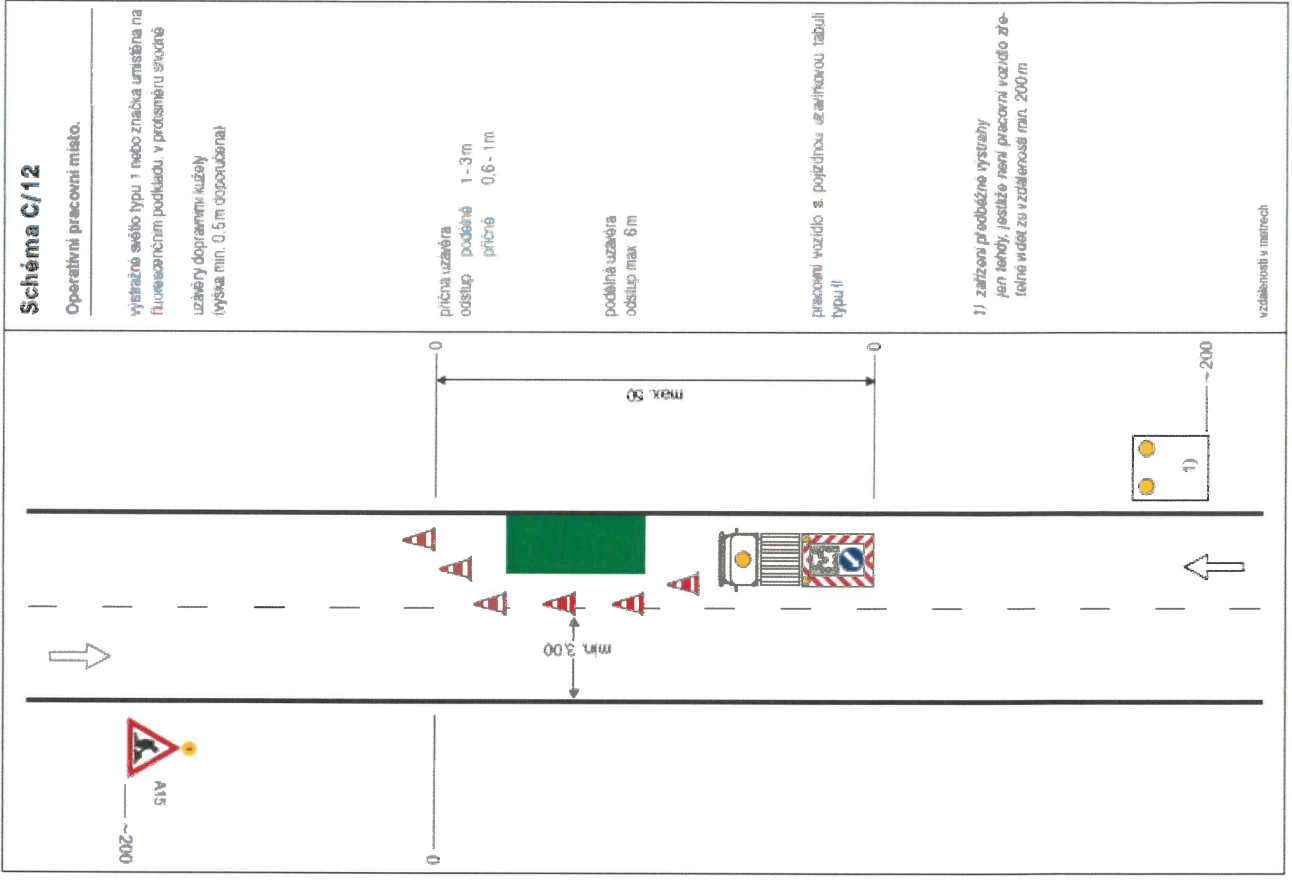 Schéma C/12
Operativní pracovní místo.
výstražné světlo typu 1 nebo značka umístěna na
fluorescenčním podkladu, v protisměru shodně
uzávěry dopravními kužely
(výška min. 0,5 m doporučena)
příčná uzávěra
odstup podélně 1 - 3 m
příčně 0,6 - 1 m
podélná uzávěra
odstup max. 6 m
pracovní vozidlo s pojízdnou uzavírkovou tabulí
typu II
1) zařízení předběžné výstrahy
jen tehdy, jestliže není pracovní vozidlo zře-
telně vidět ze vzdálenosti min. 200 m
vzdálenosti v metrech
0
max. 50
0
~200
1)
min. 3,00
A15
~200
0